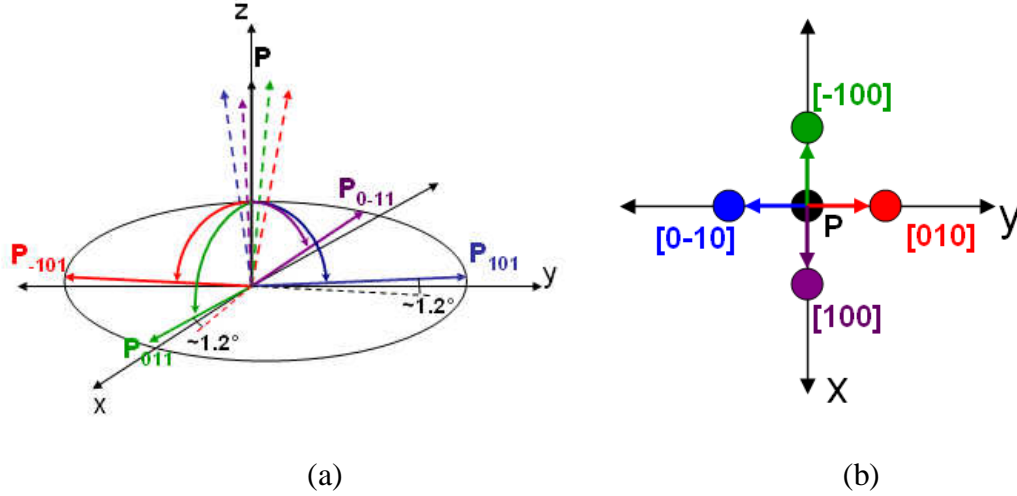 z
P
P0-11
P-101
P101
y
~1.2°
~1.2°
P011
x
(a)
[-100]
[0-10]
P
[010]
y
[100]
X
(b)